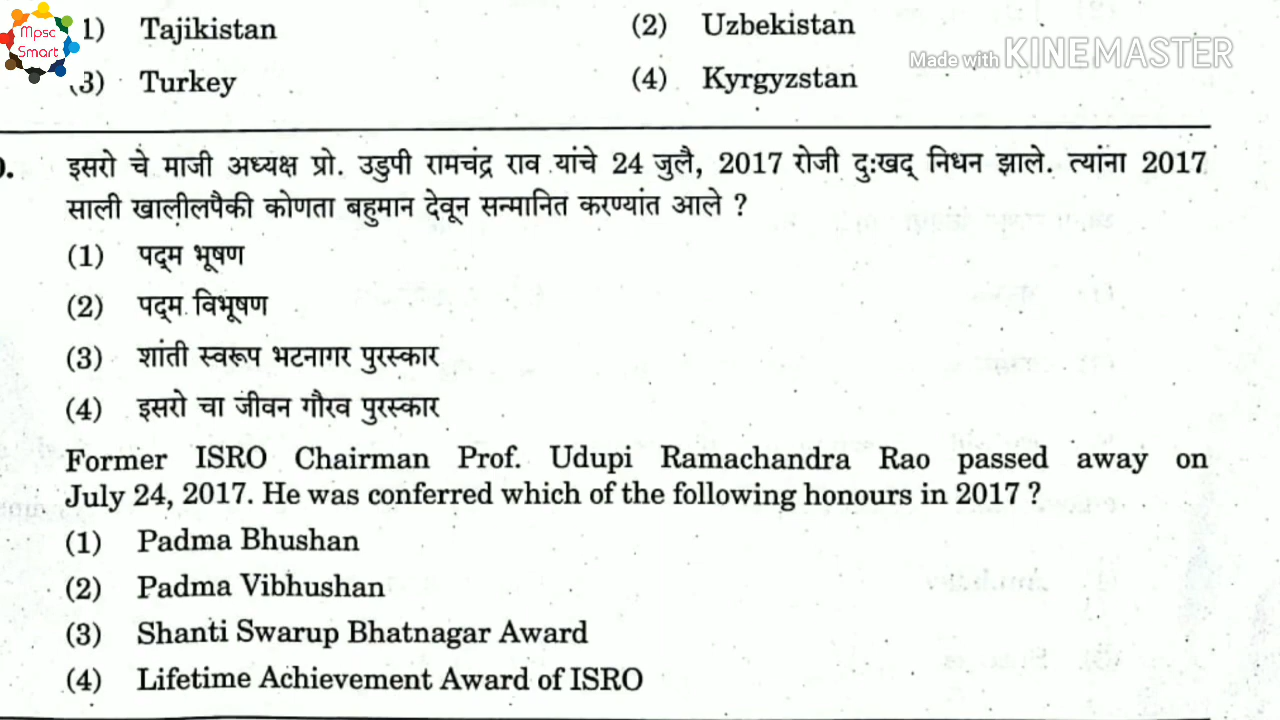 Mpsc
Smart
1) Tajikistan (2) Uzbekistan
Made with KINEMASTER
3) Turkey (4) Kyrgyzstan
इसरो चे माजी अध्यक्ष प्रो. उडुपी रामचंद्र राव यांचे 24 जुलै, 2017 रोजी दुःखद् निधन झाले. त्यांना 2017
साली खालीलपैकी कोणता बहुमान देवून सन्मानित करण्यांत आले ?
(1) पद्म भूषण
(2) पद्म विभूषण
(3) शांती स्वरूप भटनागर पुरस्कार
(4) इसरो चा जीवन गौरव पुरस्कार
Former ISRO Chairman Prof. Udupi Ramachandra Rao passed away on
July 24, 2017. He was conferred which of the following honours in 2017 ?
(1) Padma Bhushan
(2) Padma Vibhushan
(3) Shanti Swarup Bhatnagar Award
(4) Lifetime Achievement Award of ISRO